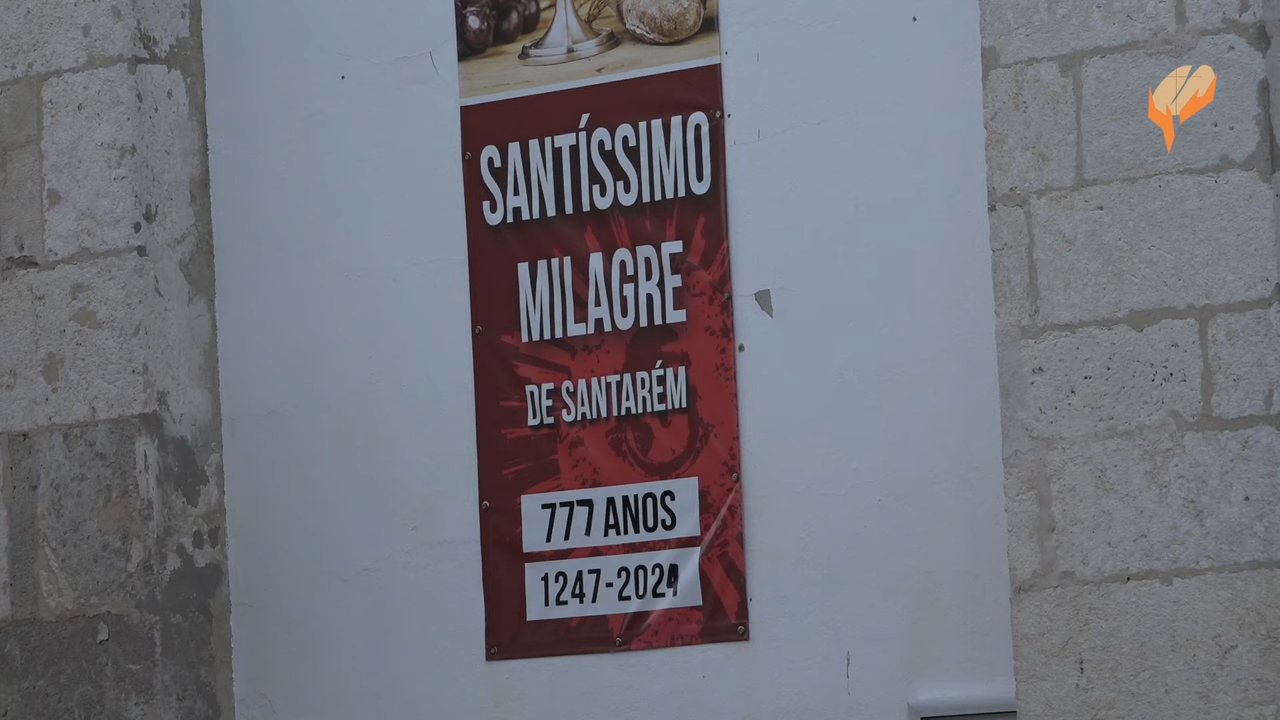 SANTÍSSIMO
MILAGRE
DE SANTARÉM
777 ANOS
1247-2024